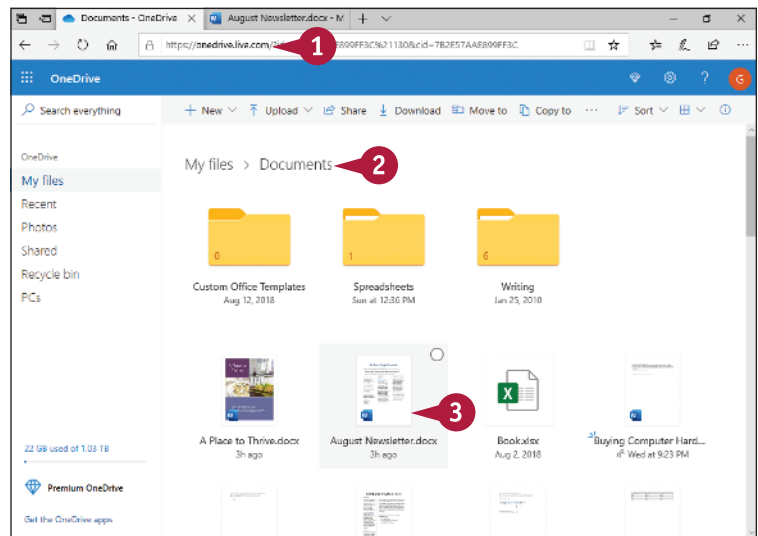 Documents - OneDrive
August Newsletter.docx - M
https://onedrive.live.com/?id
E899FF3C%21130&cid=7B2E57AAE899FF3C
1
OneDrive
?
G
Search everything
New
Upload
Share
Download
Move to
Copy to
...
Sort
OneDrive
My files
Recent
Photos
Shared
Recycle bin
PCs
My files > Documents
2
0
1
6
Custom Office Templates
Aug 12, 2018
Spreadsheets
Sun at 12:36 PM
Writing
Jan 25, 2010
3
A Place to Thrive.docx
3h ago
August Newsletter.docx
3h ago
Book.xlsx
Aug 2, 2018
Buying Computer Hard...
Wed at 9:23 PM
22 GB used of 1.03 TB
Premium OneDrive
Get the OneDrive apps